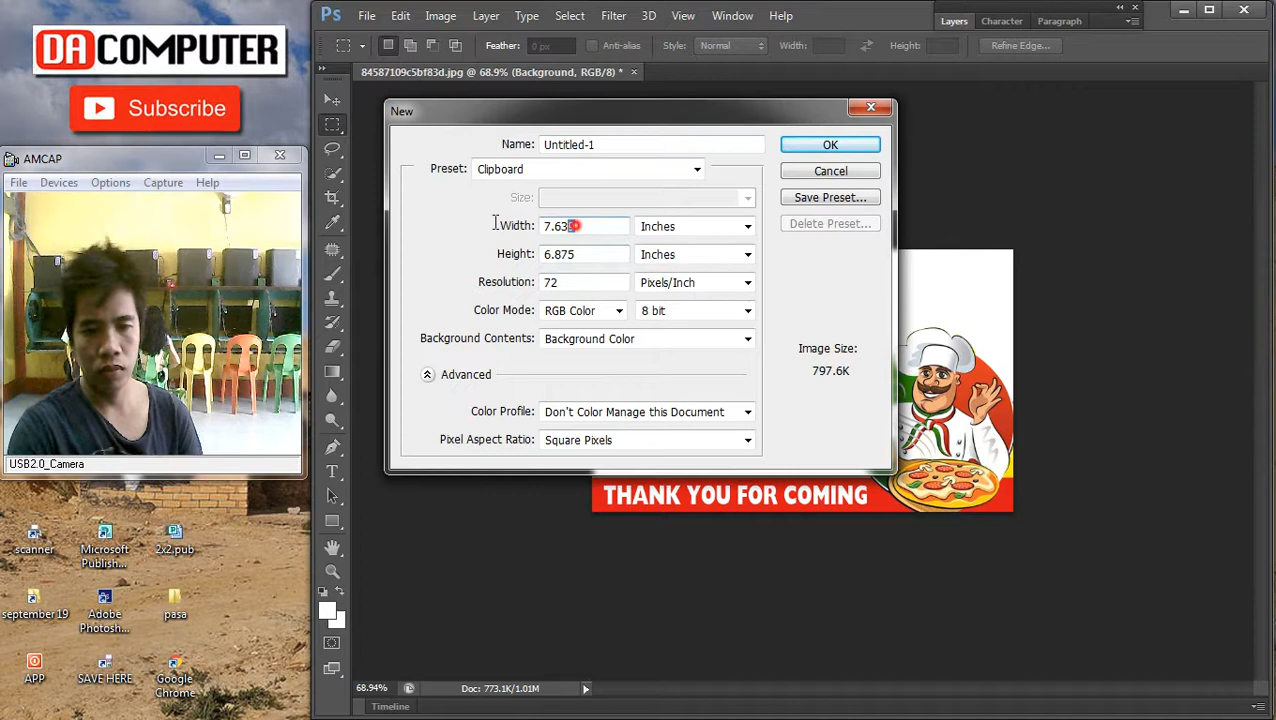 DA COMPUTER
Subscribe
AMCAP
File Devices Options Capture Help
USB2.0_Camera
scanner
Microsoft Publish...
2x2.pub
september 19
Adobe Photosh...
pasa
APP
SAVE HERE
Google Chrome
Ps File Edit Image Layer Type Select Filter 3D View Window Help
Layers Character Paragraph
Feather: 0 px Anti-alias Style: Normal Width: Height: Refine Edge...
84587109c5bf83d.jpg @ 68.9% (Background, RGB/8) *
New
Name: Untitled-1 OK
Preset: Clipboard Cancel
Size: Save Preset...
Width: 7.63 Inches Delete Preset...
Height: 6.875 Inches
Resolution: 72 Pixels/Inch
Color Mode: RGB Color 8 bit
Background Contents: Background Color
Image Size:
797.6K
Advanced
Color Profile: Don't Color Manage this Document
Pixel Aspect Ratio: Square Pixels
THANK YOU FOR COMING
68.94% Doc: 773.1K/1.01M
Timeline